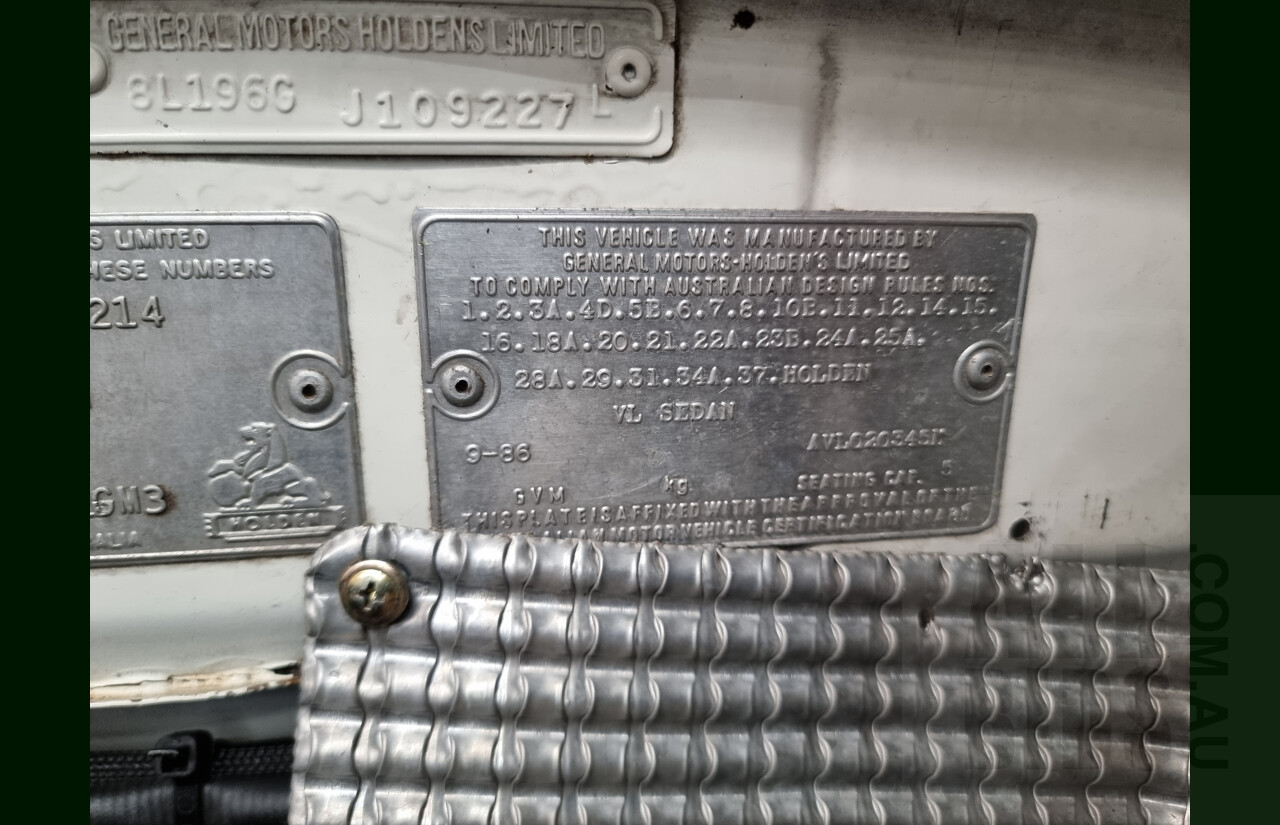 GENERAL MOTORS HOLDENS LIMITED
8L196G J109227L
S LIMITED
HESE NUMBERS
214
GM3
HOLDEN
ALIA
THIS VEHICLE WAS MANUFACTURED BY
GENERAL MOTORS-HOLDEN'S LIMITED
TO COMPLY WITH AUSTRALIAN DESIGN RULES NOS.
1.2.3A.4D.5B.6.7.8.10B.11.12.14.15.
16.18A.20.21.22A.23B.24A.25A.
28A.29.31.34A.37.HOLDEN
VL SEDAN
9-86 AVL020345M
GVM kg. SEATING CAP. 5
THIS PLATE IS AFFIXED WITH THE APPROVAL OF THE
ALIAN MOTOR VEHICLE CERTIFICATION BOARD
.COM.AU